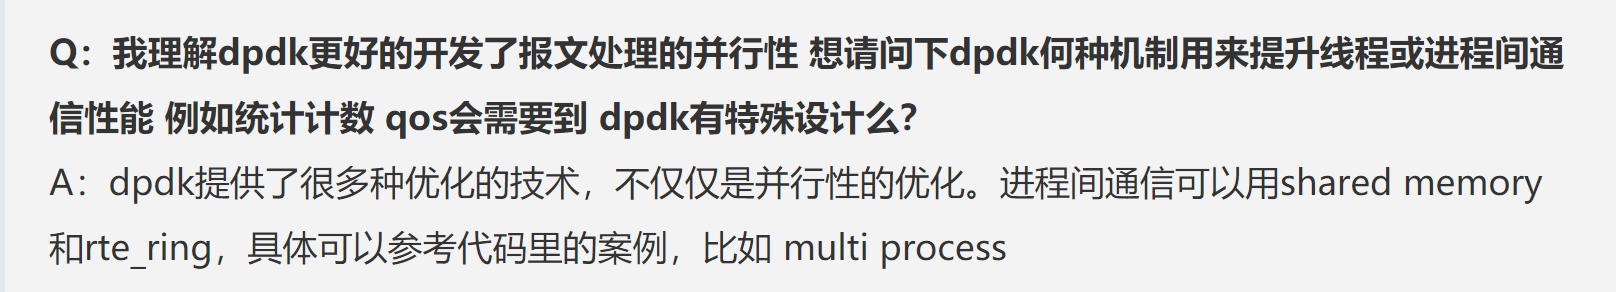 Q：我理解dpdk更好的开发了报文处理的并行性 想请问下dpdk何种机制用来提升线程或进程间通
信性能 例如统计计数 qos会需要到 dpdk有特殊设计么？
A：dpdk提供了很多种优化的技术，不仅仅是并行性的优化。进程间通信可以用shared memory
和rte_ring，具体可以参考代码里的案例，比如 multi process